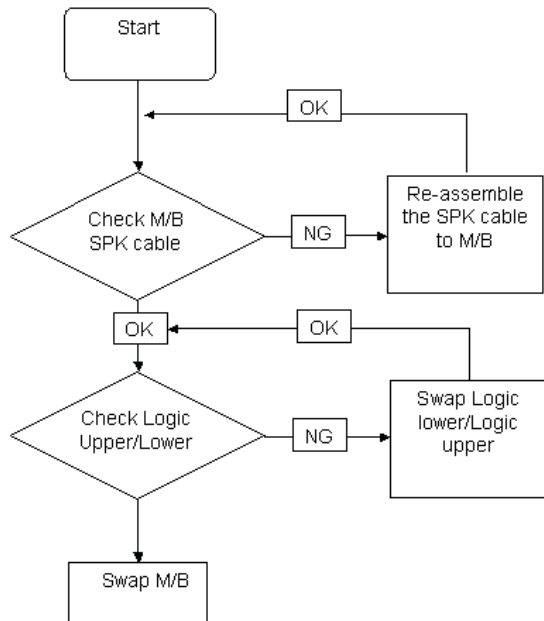 Start
OK
Check M/B
SPK cable
NG
Re-assemble
the SPK cable
to M/B
OK
OK
Check Logic
Upper/Lower
NG
Swap Logic
lower/Logic
upper
Swap M/B